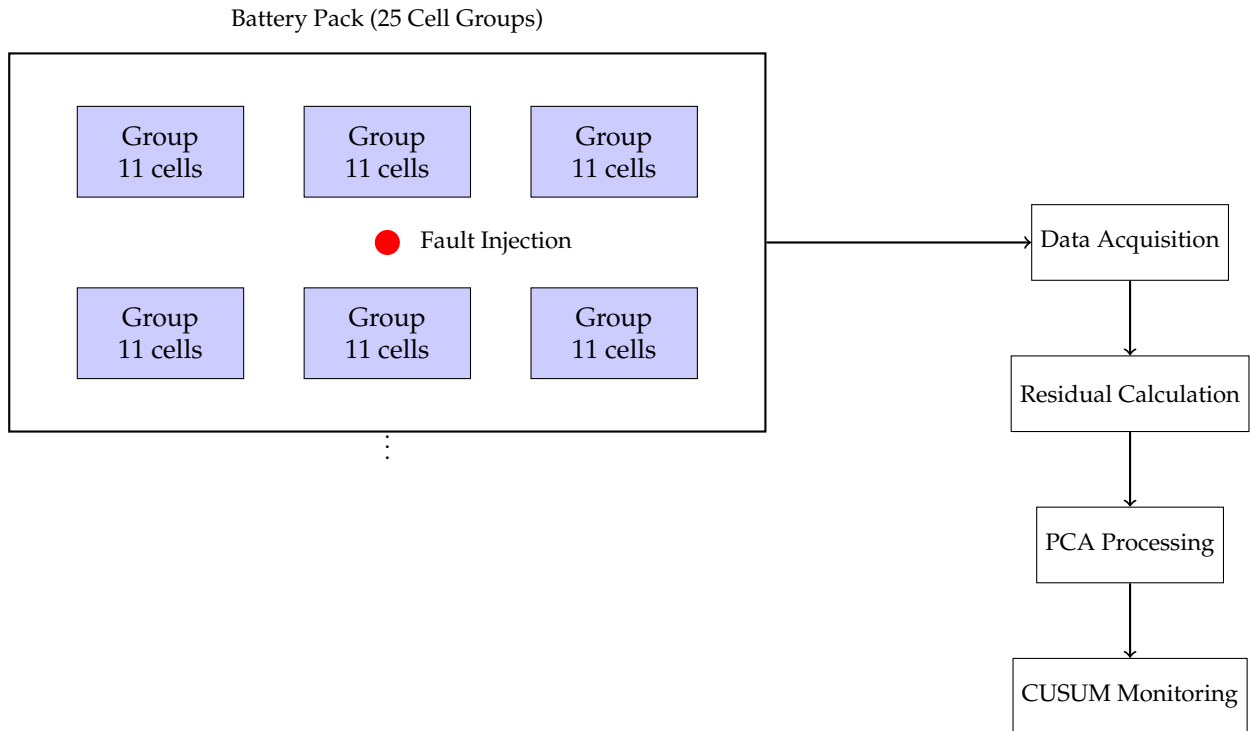 Battery Pack (25 Cell Groups)
Group
11 cells
Group
11 cells
Group
11 cells
Fault Injection
Group
11 cells
Group
11 cells
Group
11 cells
⋮
Data Acquisition
Residual Calculation
PCA Processing
CUSUM Monitoring